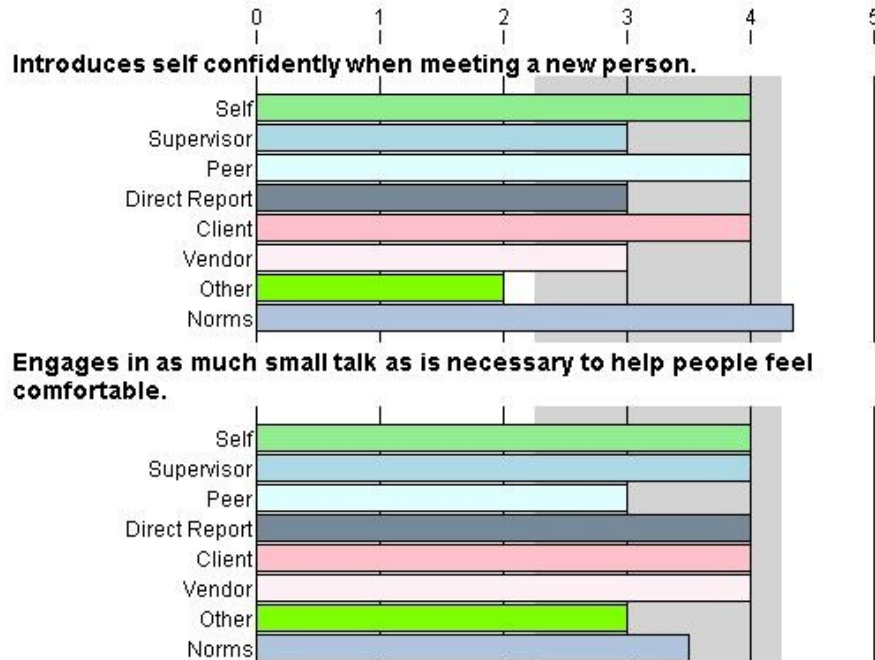 0 1 2 3 4 5
Introduces self confidently when meeting a new person.
Self
Supervisor
Peer
Direct Report
Client
Vendor
Other
Norms
Engages in as much small talk as is necessary to help people feel
comfortable.
Self
Supervisor
Peer
Direct Report
Client
Vendor
Other
Norms